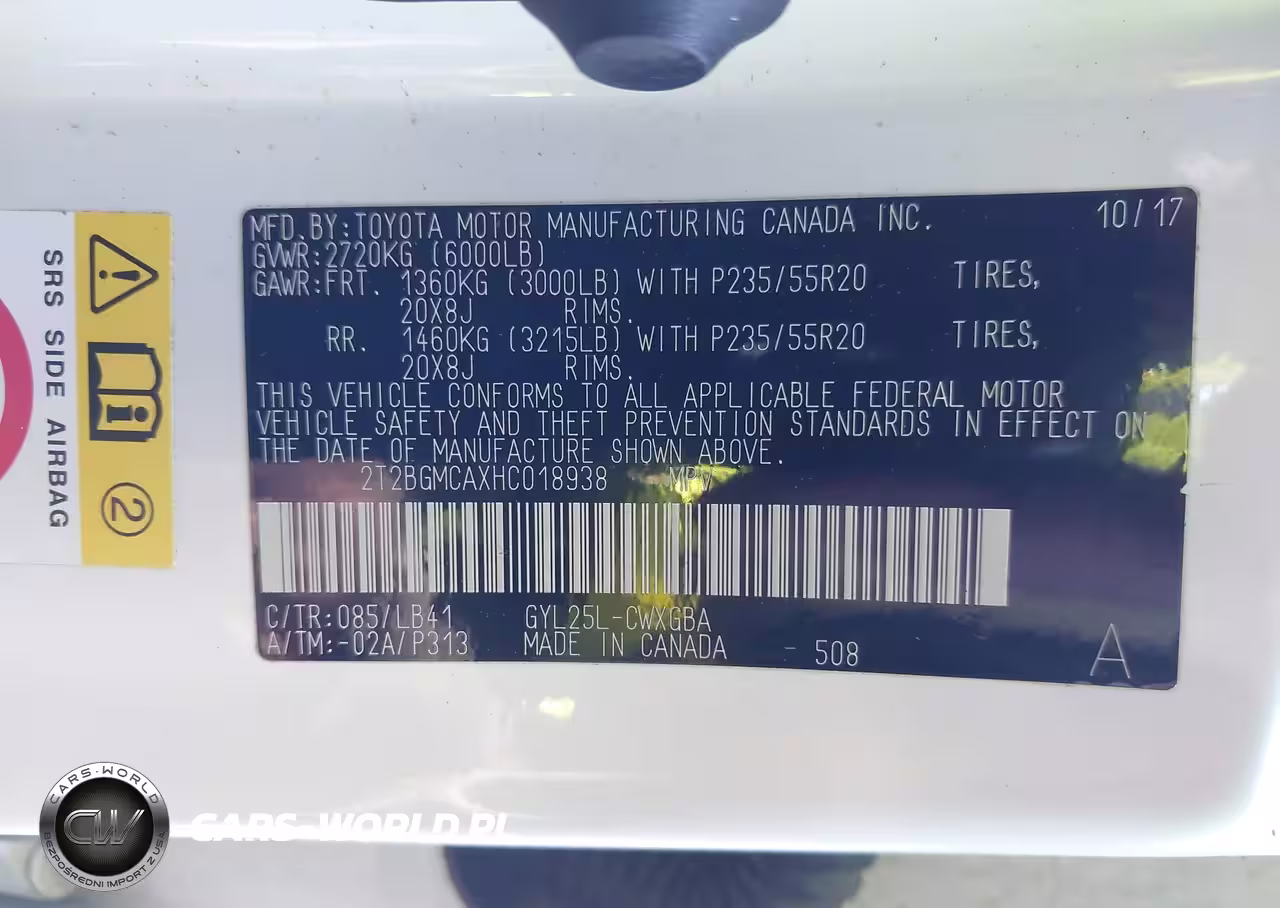 MFD.BY:TOYOTA MOTOR MANUFACTURING CANADA INC. 10/17
GVWR:2720KG (6000LB)
GAWR:FRT. 1360KG (3000LB) WITH P235/55R20 TIRES,
20X8J RIMS.
RR. 1460KG (3215LB) WITH P235/55R20 TIRES,
20X8J RIMS.
THIS VEHICLE CONFORMS TO ALL APPLICABLE FEDERAL MOTOR
VEHICLE SAFETY AND THEFT PREVENTION STANDARDS IN EFFECT ON
THE DATE OF MANUFACTURE SHOWN ABOVE.
2T2BGMCAXHC018938 MPV
C/TR:085/LB41 GYL25L-CWXGBA
A/TM:-02A/P313 MADE IN CANADA - 508
A
SRS SIDE AIRBAG
2
CARS-WORLD
CW
BEZPOŚREDNI IMPORT Z USA
CARS-WORLD.PL